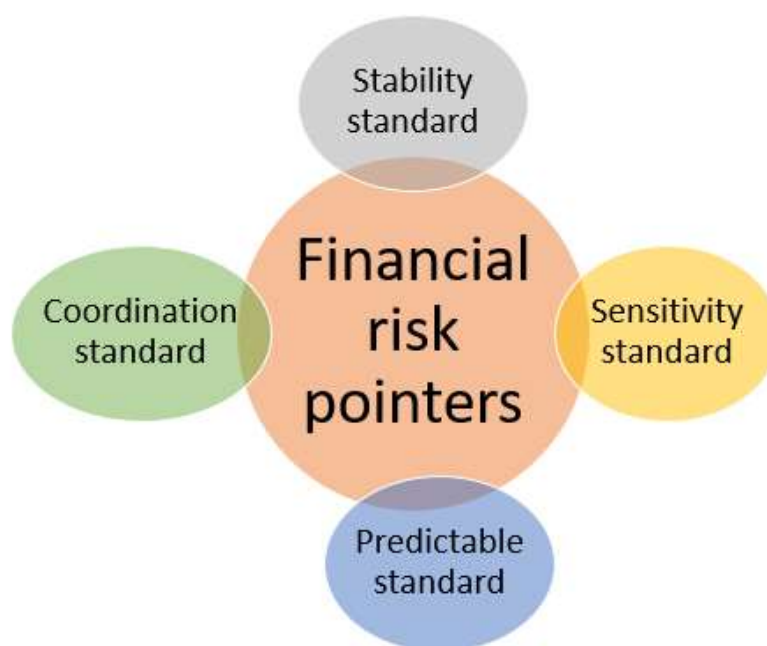 Stability
standard
Coordination
standard
Financial
risk
pointers
Sensitivity
standard
Predictable
standard